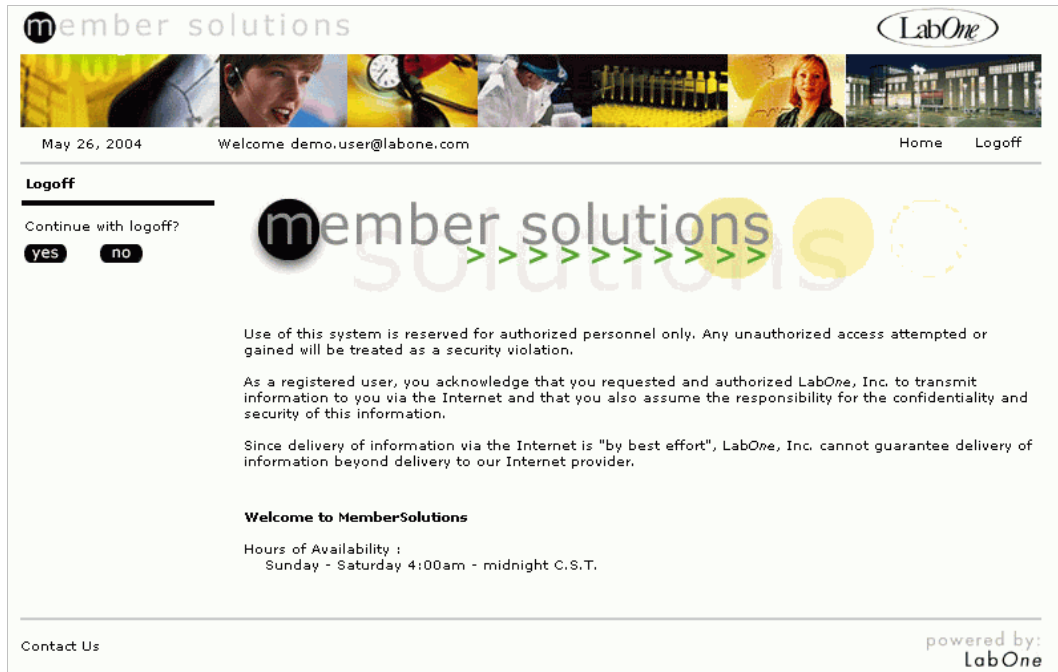 member solutions
LabOne
May 26, 2004
Welcome demo.user@labone.com
Home
Logoff
Logoff
Continue with logoff?
yes
no
member solutions
solutions
> > > > > > > > > >
Use of this system is reserved for authorized personnel only. Any unauthorized access attempted or
gained will be treated as a security violation.
As a registered user, you acknowledge that you requested and authorized LabOne, Inc. to transmit
information to you via the Internet and that you also assume the responsibility for the confidentiality and
security of this information.
Since delivery of information via the Internet is "by best effort", LabOne, Inc. cannot guarantee delivery of
information beyond delivery to our Internet provider.
Welcome to MemberSolutions
Hours of Availability :
Sunday - Saturday 4:00am - midnight C.S.T.
Contact Us
powered by:
LabOne